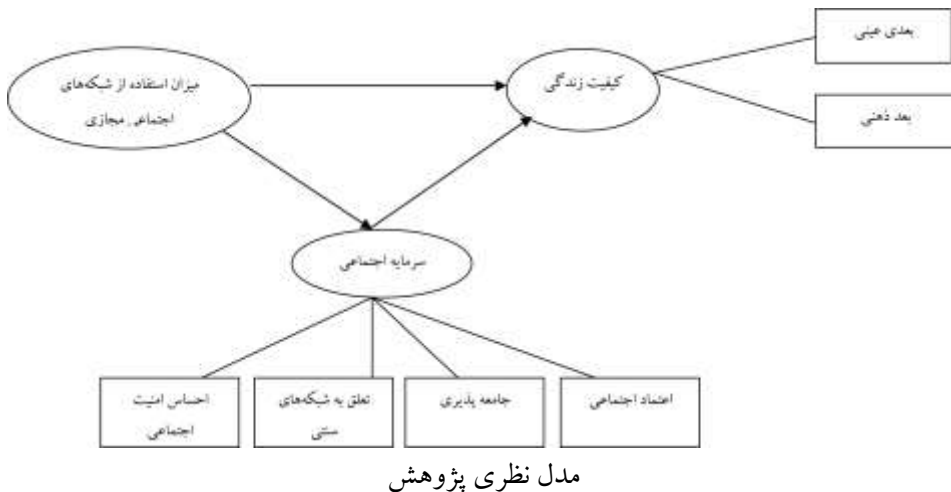 بعدی عینی
میزان استفاده از شبکه‌های
اجتماعی مجازی
کیفیت زندگی
بعد ذهنی
سرمایه اجتماعی
اعتماد اجتماعی
جامعه پذیری
تعلق به شبکه‌های
سنتی
احساس امنیت
اجتماعی
مدل نظری پژوهش